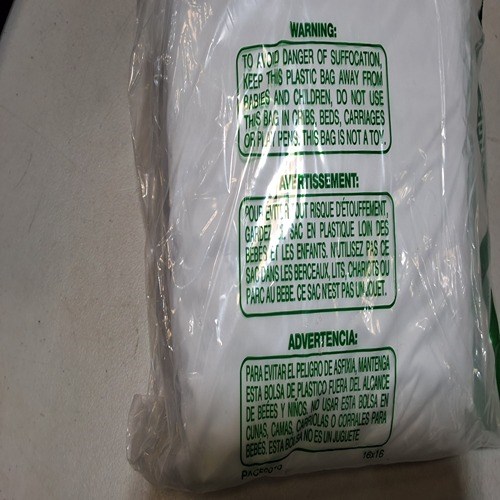 WARNING:
TO AVOID DANGER OF SUFFOCATION,
KEEP THIS PLASTIC BAG AWAY FROM
BABIES AND CHILDREN, DO NOT USE
THIS BAG IN CRIBS, BEDS, CARRIAGES
OR PLAY PENS. THIS BAG IS NOT A TOY.
AVERTISSEMENT:
POUR EVITER TOUT RISQUE D'ÉTOUFFEMENT,
GARDEZ CE SAC EN PLASTIQUE LOIN DES
BEBES ET LES ENFANTS. N'UTILISEZ PAS CE
SAC DANS LES BERCEAUX, LITS, CHARIOTS OU
PARC AU BEBE. CE SAC N'EST PAS UN JOUET.
ADVERTENCIA:
PARA EVITAR EL PELIGRO DE ASFIXIA, MANTENGA
ESTA BOLSA DE PLASTICO FUERA DEL ALCANCE
DE BEBES Y NIÑOS. NO USAR ESTA BOLSA EN
CUNAS, CAMAS, CARRIOLAS O CORRALES PARA
BEBES. ESTA BOLSA NO ES UN JUGUETE
16x16